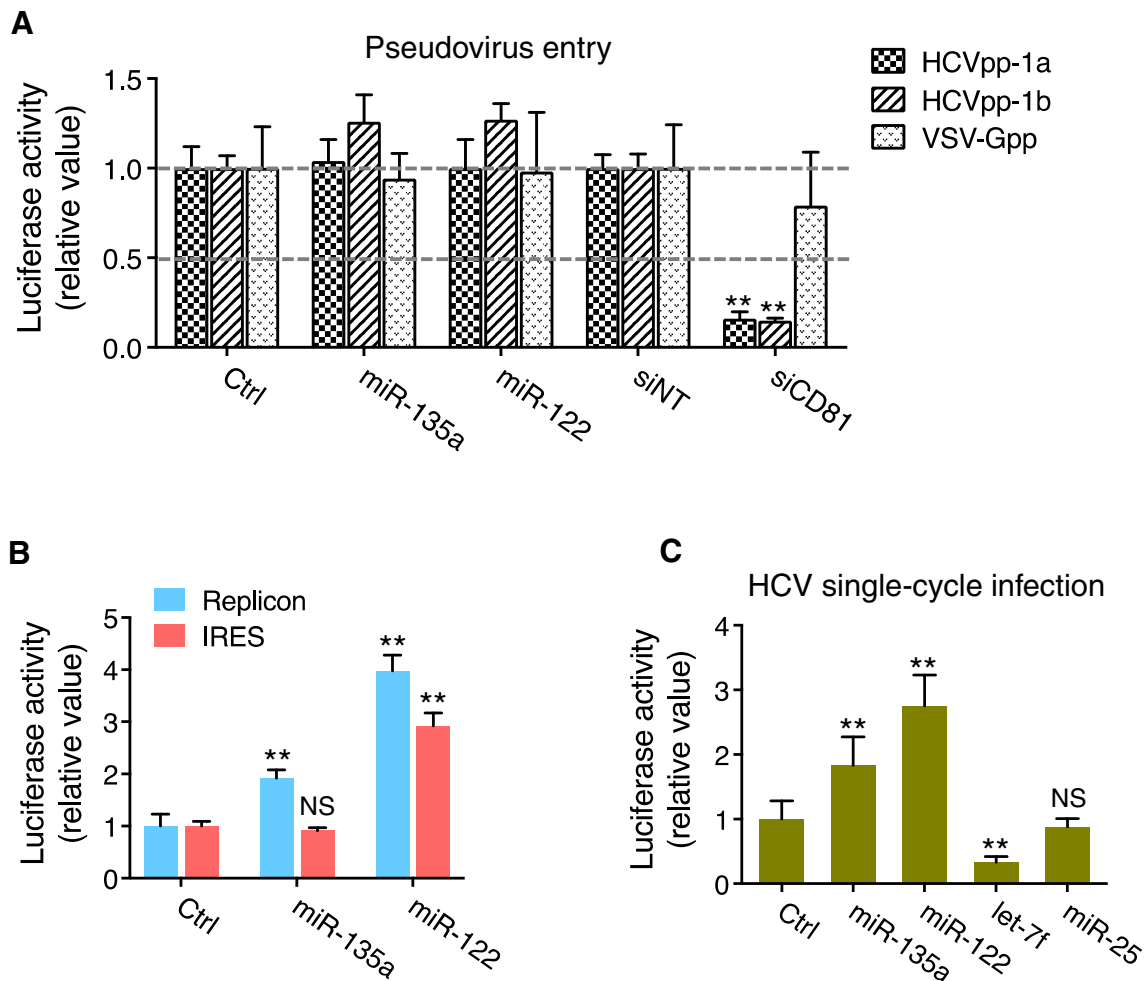 A
Pseudovirus entry
HCVpp-1a
HCVpp-1b
VSV-Gpp
Luciferase activity
(relative value)
1.5
1.0
0.5
0.0
** **
Ctrl
miR-135a
miR-122
siNT
siCD81
B
Replicon
IRES
Luciferase activity
(relative value)
5
4
3
2
1
0
**
NS
**
**
Ctrl
miR-135a
miR-122
C
HCV single-cycle infection
Luciferase activity
(relative value)
4
3
2
1
0
**
**
**
NS
Ctrl
miR-135a
miR-122
let-7f
miR-25